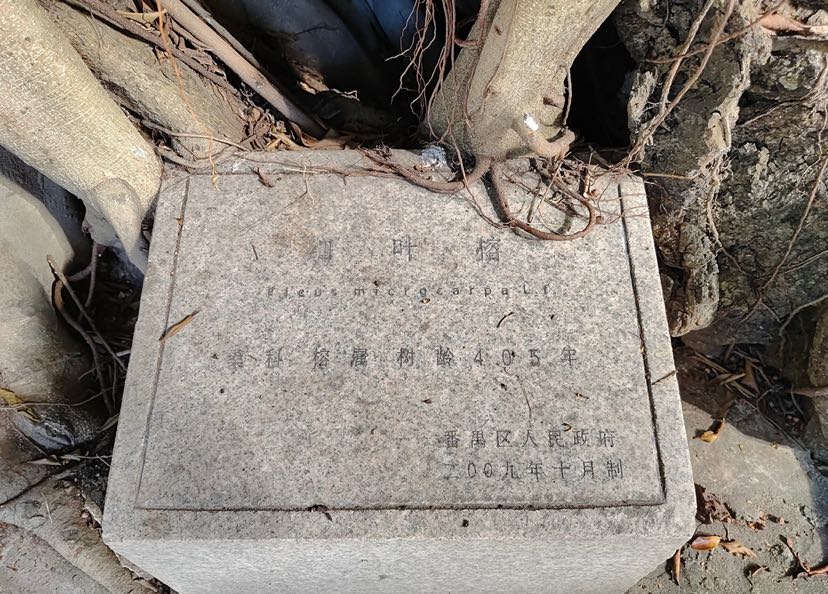 细叶榕
Ficus microcarpa L.f.
桑科 榕属 树龄405年
番禺区人民政府
二00九年十月制